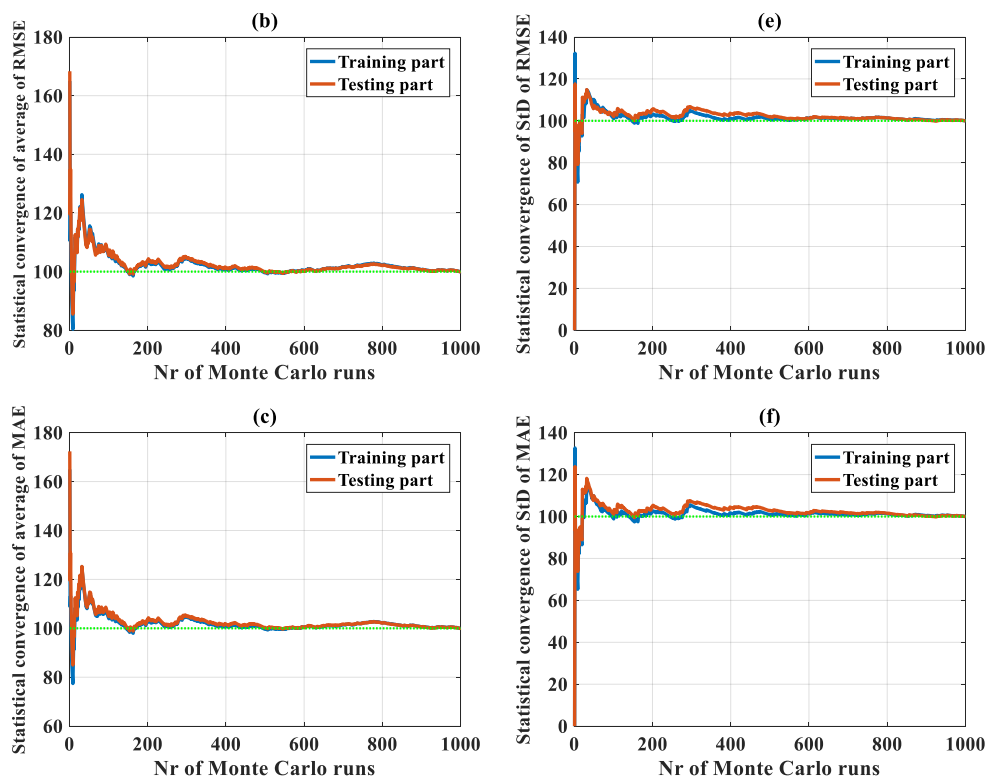 (b)
Statistical convergence of average of RMSE
180
160
140
120
100
80
Training part
Testing part
0 200 400 600 800 1000
Nr of Monte Carlo runs
(e)
Statistical convergence of StD of RMSE
140
120
100
80
60
40
20
0
Training part
Testing part
0 200 400 600 800 1000
Nr of Monte Carlo runs
(c)
Statistical convergence of average of MAE
180
160
140
120
100
80
60
Training part
Testing part
0 200 400 600 800 1000
Nr of Monte Carlo runs
(f)
Statistical convergence of StD of MAE
140
120
100
80
60
40
20
0
Training part
Testing part
0 200 400 600 800 1000
Nr of Monte Carlo runs